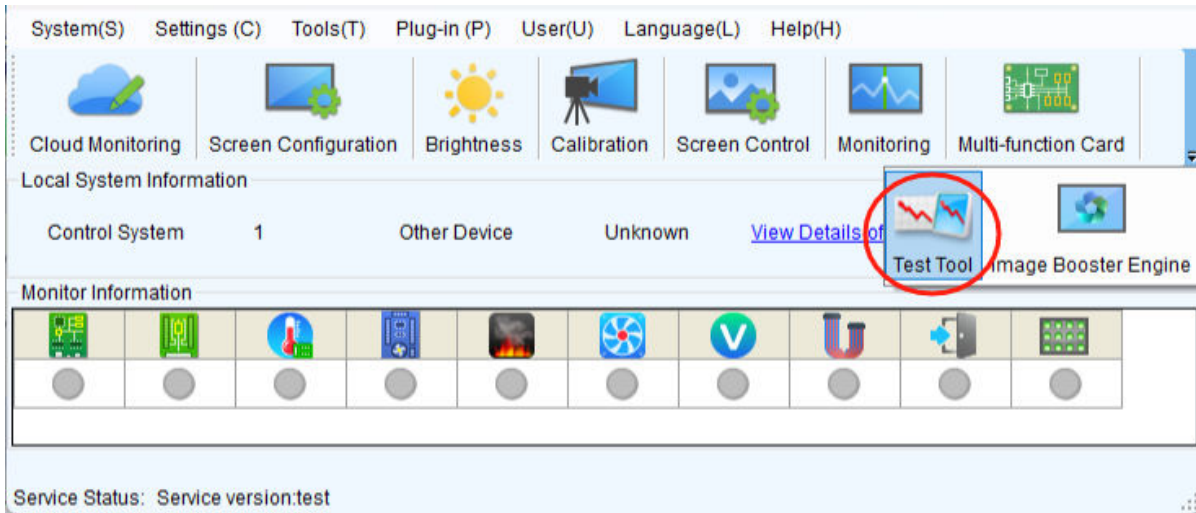 System(S) Settings (C) Tools(T) Plug-in (P) User(U) Language(L) Help(H)
Cloud Monitoring Screen Configuration Brightness Calibration Screen Control Monitoring Multi-function Card
Local System Information
Control System 1 Other Device Unknown View Details of
Test Tool Image Booster Engine
Monitor Information
V
Service Status: Service version:test